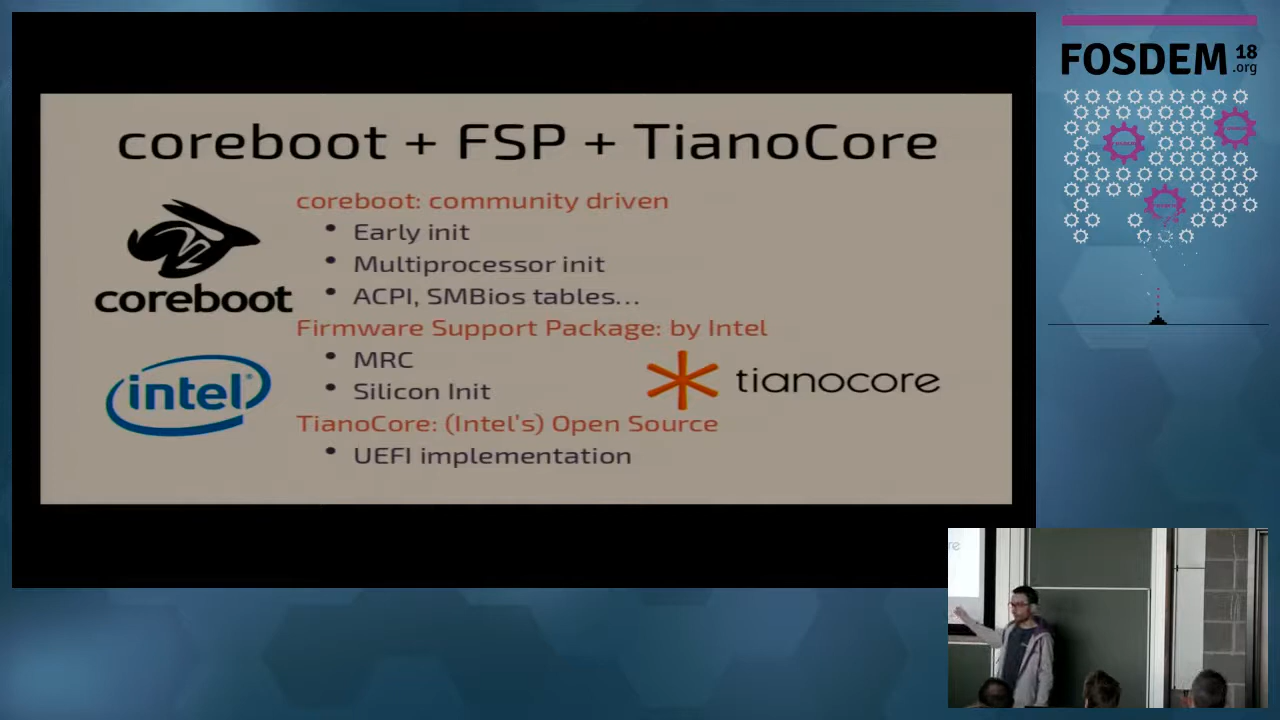 coreboot + FSP + TianoCore
coreboot: community driven
• Early init
• Multiprocessor init
• ACPI, SMBios tables...
coreboot
Firmware Support Package: by Intel
• MRC
• Silicon Init
intel
tianocore
TianoCore: (Intel's) Open Source
• UEFI implementation
FOSDEM 18
.org